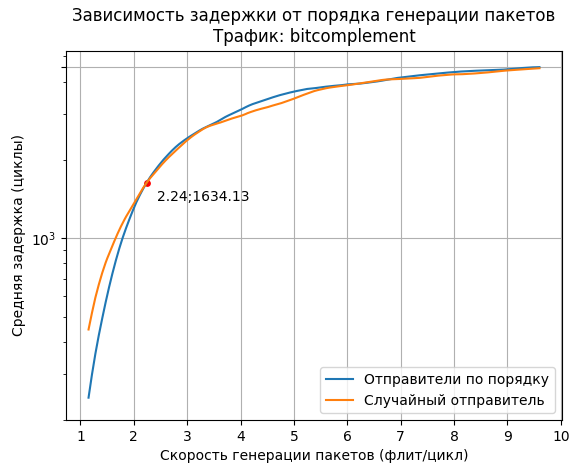 Зависимость задержки от порядка генерации пакетов
Трафик: bitcomplement
Средняя задержка (циклы)
10³
2.24;1634.13
Отправители по порядку
Случайный отправитель
1 2 3 4 5 6 7 8 9 10
Скорость генерации пакетов (флит/цикл)